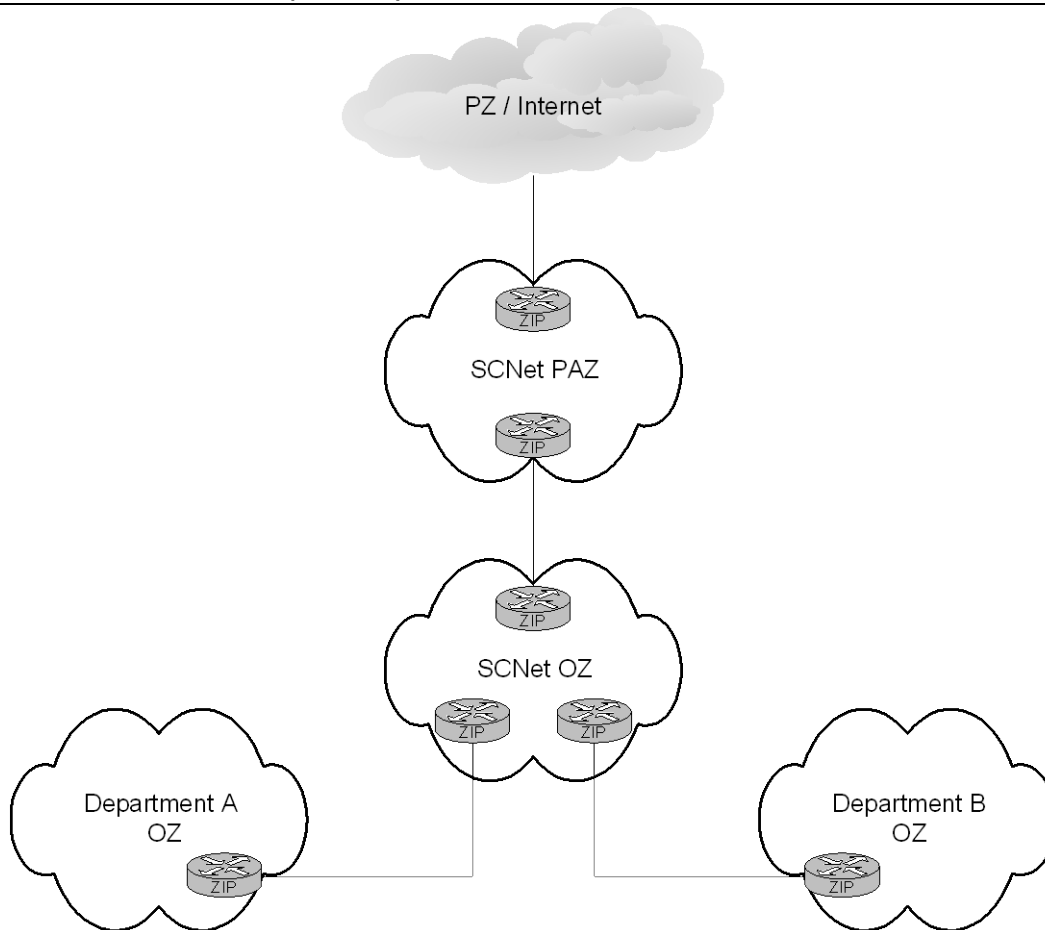 PZ / Internet
ZIP
SCNet PAZ
ZIP
ZIP
SCNet OZ
ZIP
ZIP
Department A
OZ
ZIP
Department B
OZ
ZIP